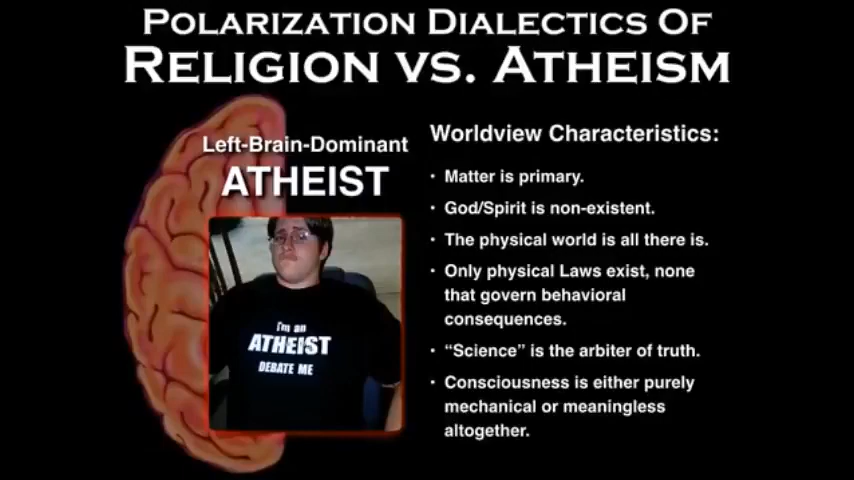 POLARIZATION DIALECTICS OF
RELIGION VS. ATHEISM
Left-Brain-Dominant
ATHEIST
i'm an
ATHEIST
DEBATE ME
Worldview Characteristics:
· Matter is primary.
· God/Spirit is non-existent.
· The physical world is all there is.
· Only physical Laws exist, none
that govern behavioral
consequences.
· “Science” is the arbiter of truth.
· Consciousness is either purely
mechanical or meaningless
altogether.